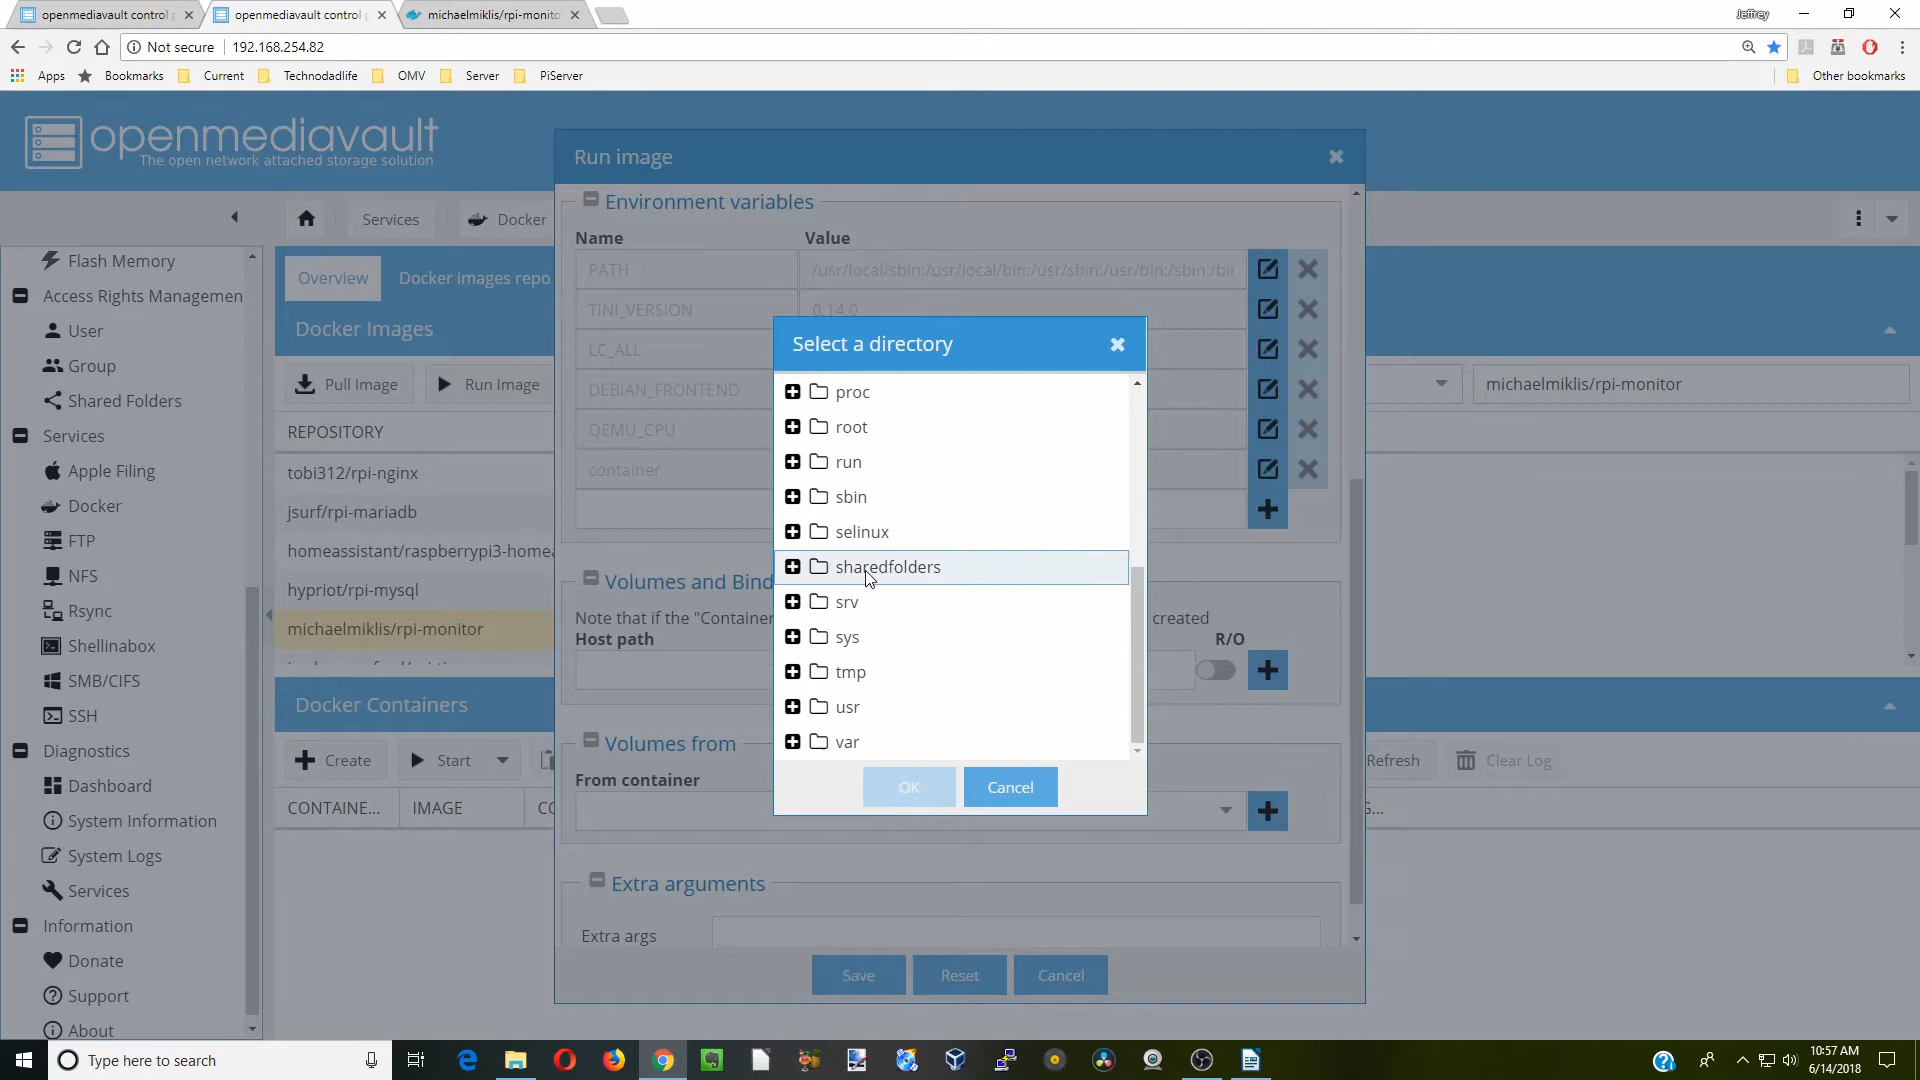 openmediavault control
openmediavault control
michaelmiklis/rpi-monito
Jeffrey
Not secure
192.168.254.82
Apps
Bookmarks
Current
Technodadlife
OMV
Server
PiServer
Other bookmarks
openmediavault
The open network attached storage solution
Services
Docker
Flash Memory
Access Rights Managemen
User
Group
Shared Folders
Services
Apple Filing
Docker
FTP
NFS
Rsync
Shellinabox
SMB/CIFS
SSH
Diagnostics
Dashboard
System Information
System Logs
Services
Information
Donate
Support
About
Overview
Docker images repo
Docker Images
Pull Image
Run Image
michaelmiklis/rpi-monitor
REPOSITORY
tobi312/rpi-nginx
jsurf/rpi-mariadb
homeassistant/raspberrypi3-homea
hypriot/rpi-mysql
michaelmiklis/rpi-monitor
Docker Containers
Create
Start
Refresh
Clear Log
CONTAINE...
IMAGE
CO
G...
Run image
Environment variables
Name
Value
PATH
/usr/local/sbin:/usr/local/bin:/usr/sbin:/usr/bin:/sbin:/bin
TINI_VERSION
0.14.0
LC_ALL
DEBIAN_FRONTEND
QEMU_CPU
container
Volumes and Bind
Note that if the "Container
created
Host path
R/O
Volumes from
From container
Extra arguments
Extra args
Save
Reset
Cancel
Select a directory
proc
root
run
sbin
selinux
sharedfolders
srv
sys
tmp
usr
var
OK
Cancel
Type here to search
10:57 AM
6/14/2018